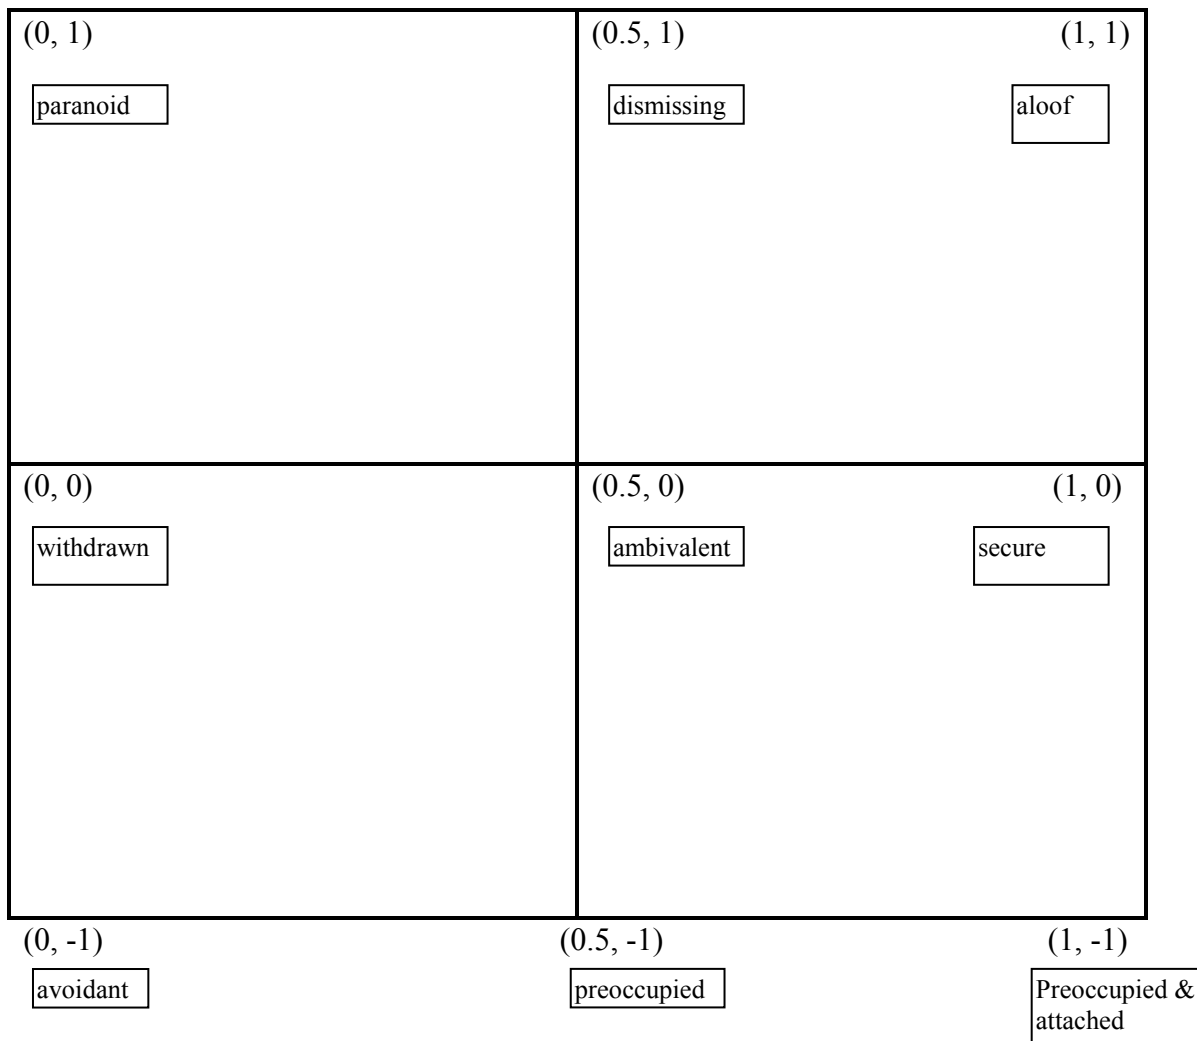 (0, 1) (0.5, 1) (1, 1)
paranoid dismissing aloof
(0, 0) (0.5, 0) (1, 0)
withdrawn ambivalent secure
(0, -1) (0.5, -1) (1, -1)
avoidant preoccupied Preoccupied &
attached